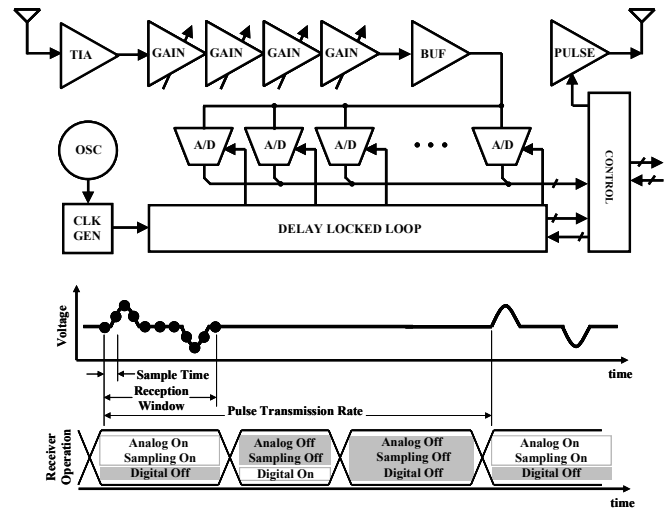 TIA
GAIN
GAIN
GAIN
GAIN
BUF
PULSE
A/D
A/D
A/D
A/D
OSC
CLK
GEN
DELAY LOCKED LOOP
CONTROL
Voltage
Sample Time
time
Reception
Window
Pulse Transmission Rate
Receiver
Operation
Analog On
Sampling On
Digital Off
Analog Off
Sampling Off
Digital On
Analog Off
Sampling Off
Digital Off
Analog On
Sampling On
Digital Off
time